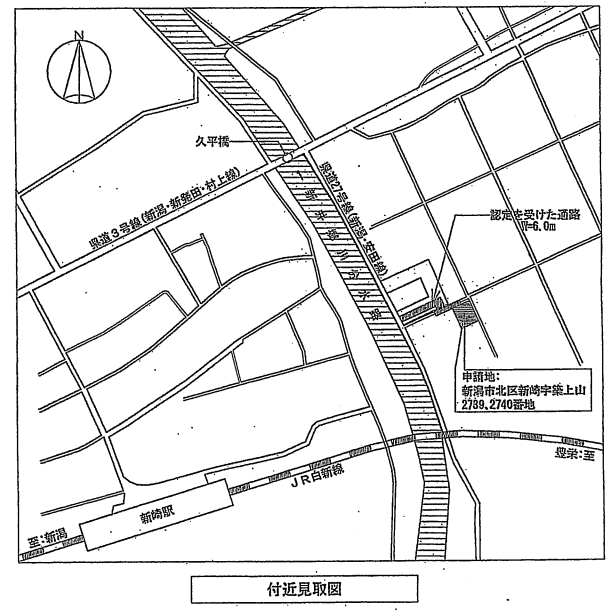 N
久平橋
県道3号線(新潟・新発田・村上線)
県道27号線(新潟・安田線)
新井郷川分水路
認定を受けた通路
W=6.0m
申請地:
新潟市北区新崎字築上山
2739、2740番地
豊栄:至
JR白新線
新崎駅
至:新潟
付近見取図